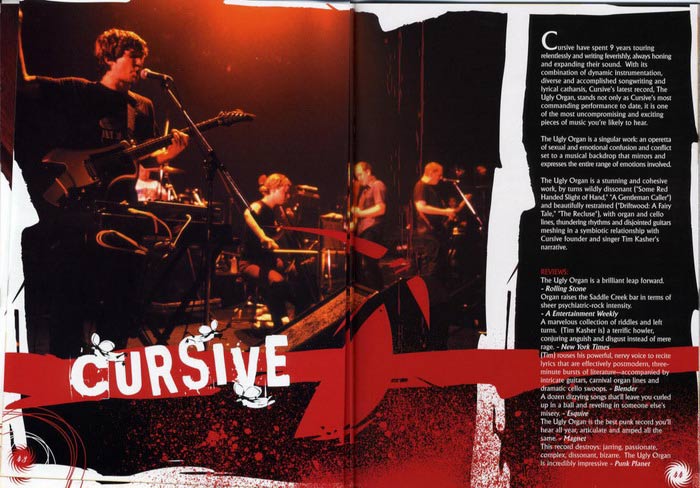 CURSIVE
43
Cursive have spent 9 years touring
relentlessly and writing feverishly, always honing
and expanding their sound. With its
combination of dynamic instrumentation,
diverse and accomplished songwriting and
lyrical catharsis, Cursive's latest record, The
Ugly Organ, stands not only as Cursive's most
commanding performance to date, it is one
of the most uncompromising and exciting
pieces of music you're likely to hear.
The Ugly Organ is a singular work: an operetta
of sexual and emotional confusion and conflict
set to a musical backdrop that mirrors and
expresses the entire range of emotions involved.
The Ugly Organ is a stunning and cohesive
work, by turns wildly dissonant ("Some Red
Handed Slight of Hand," "A Gentleman Caller")
and beautifully restrained ("Driftwood: A Fairy
Tale," "The Recluse"), with organ and cello
lines, thundering rhythms and disjointed guitars
meshing in a symbiotic relationship with
Cursive founder and singer Tim Kasher's
narrative.
REVIEWS:
The Ugly Organ is a brilliant leap forward.
- Rolling Stone
Organ raises the Saddle Creek bar in terms of
sheer psychiatric-rock intensity.
- A Entertainment Weekly
A marvelous collection of riddles and left
turns. (Tim Kasher is) a terrific howler,
conjuring anguish and disgust instead of mere
rage. - New York Times
(Tim) rouses his powerful, nervy voice to recite
lyrics that are effectively postmodern, three-
minute bursts of literature—accompanied by
intricate guitars, carnival organ lines and
dramatic cello swoops. - Blender
A dozen dizzying songs that'll leave you curled
up in a ball and reveling in someone else's
misery. - Esquire
The Ugly Organ is the best punk record you'll
hear all year, articulate and amped all the
same. - Magnet
This record destroys: jarring, passionate,
complex, dissonant, bizarre. The Ugly Organ
is incredibly impressive - Punk Planet
44